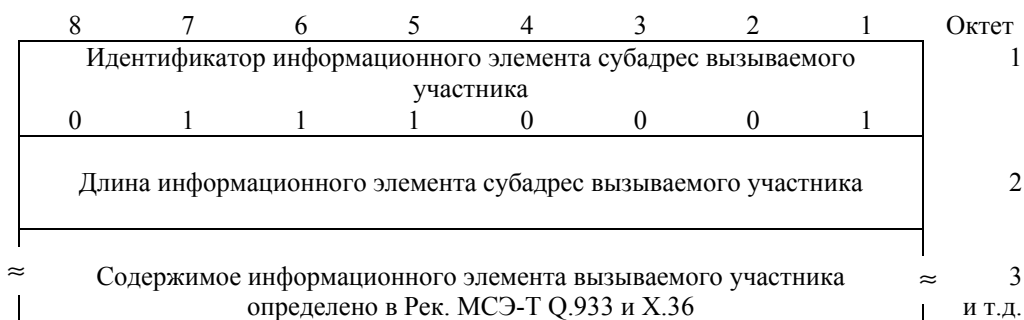 8 7 6 5 4 3 2 1 Октет
Идентификатор информационного элемента субадрес вызываемого 1
участника
0 1 1 1 0 0 0 1
Длина информационного элемента субадрес вызываемого участника 2
≈ Содержимое информационного элемента вызываемого участника ≈ 3
определено в Рек. МСЭ-Т Q.933 и X.36 и т.д.